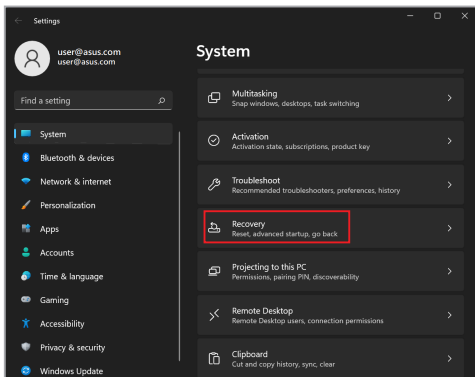 Settings
user@asus.com
user@asus.com
Find a setting
System
Bluetooth & devices
Network & internet
Personalization
Apps
Accounts
Time & language
Gaming
Accessibility
Privacy & security
Windows Update
System
Multitasking
Snap windows, desktops, task switching
Activation
Activation state, subscriptions, product key
Troubleshoot
Recommended troubleshooters, preferences, history
Recovery
Reset, advanced startup, go back
Projecting to this PC
Permissions, pairing PIN, discoverability
Remote Desktop
Remote Desktop users, connection permissions
Clipboard
Cut and copy history, sync, clear